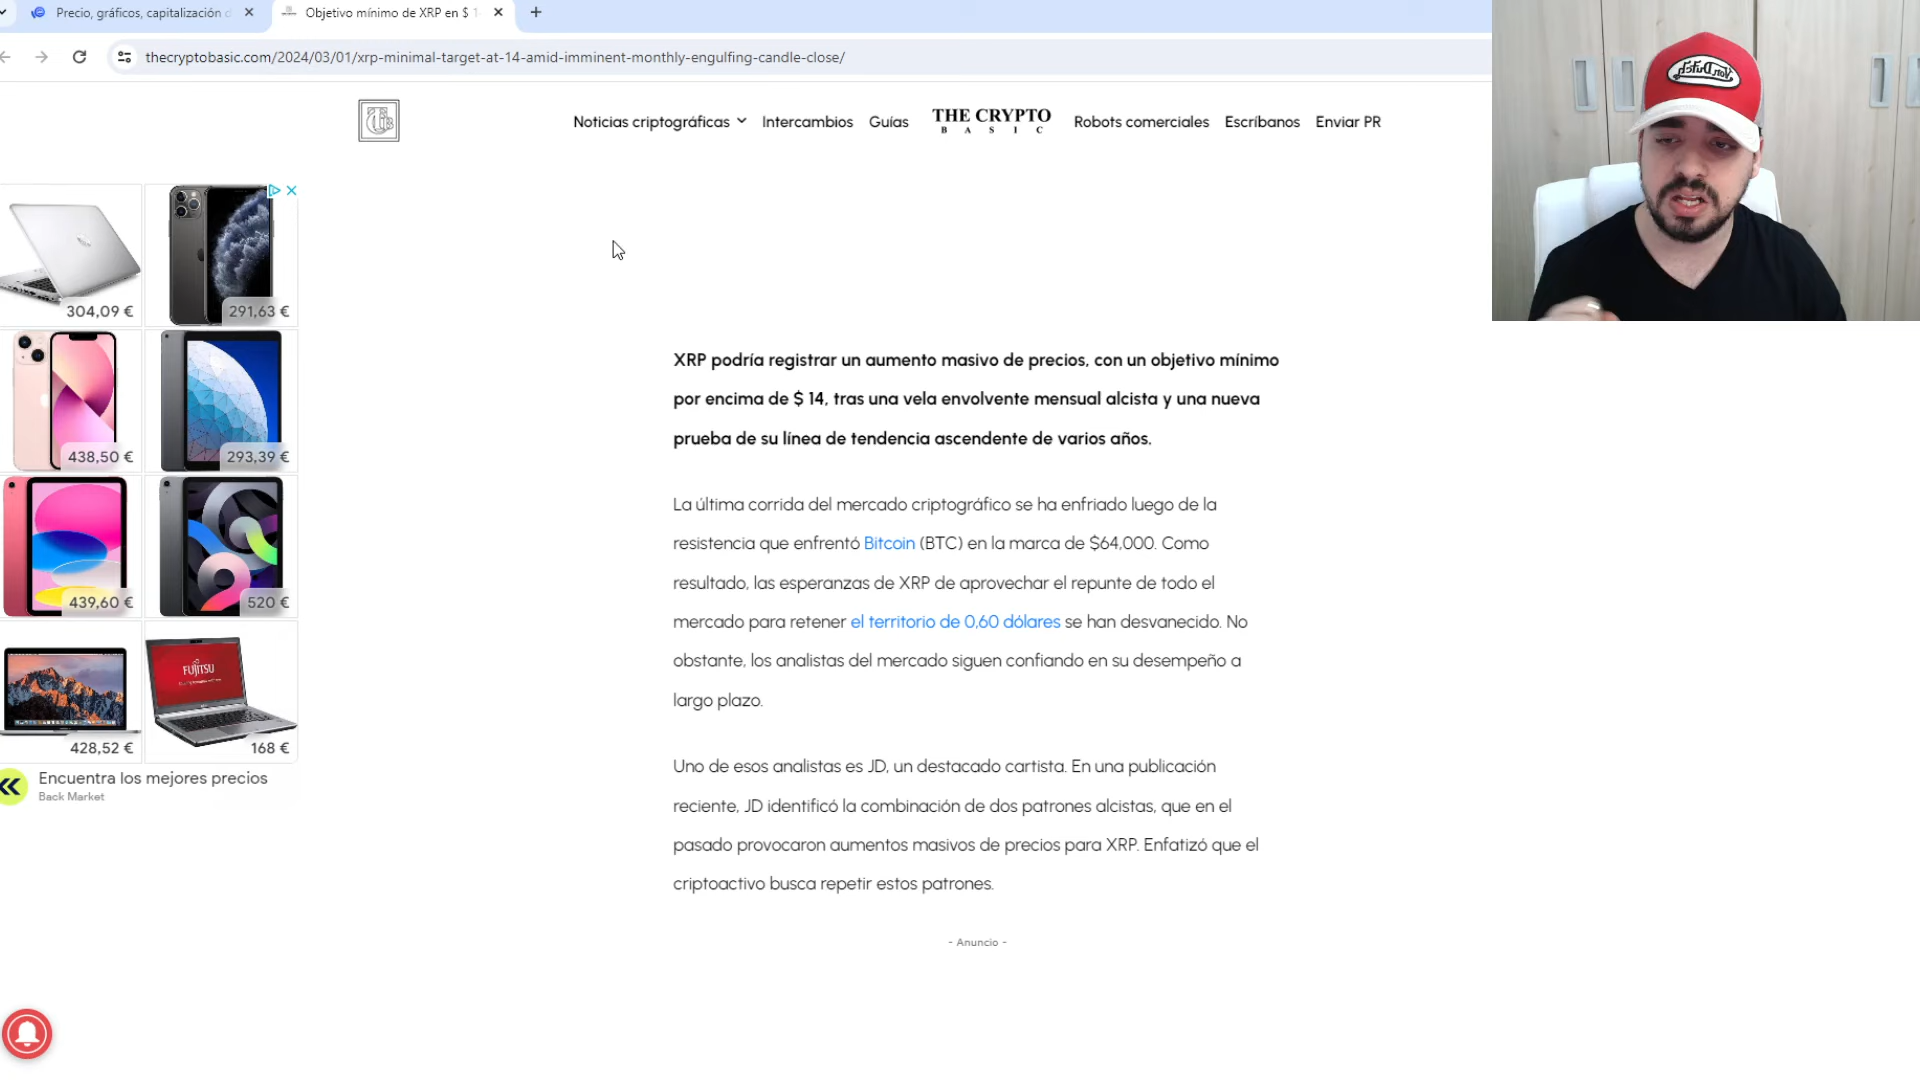 Precio, gráficos, capitalización d
Objetivo mínimo de XRP en $ 1
thecryptobasic.com/2024/03/01/xrp-minimal-target-at-14-amid-imminent-monthly-engulfing-candle-close/
Noticias criptográficas
Intercambios
Guías
THE CRYPTO
BASIC
Robots comerciales
Escríbanos
Enviar PR
Von Dutch
304,09 €
291,63 €
438,50 €
293,39 €
439,60 €
520 €
FUJITSU
428,52 €
168 €
Encuentra los mejores precios
Back Market
XRP podría registrar un aumento masivo de precios, con un objetivo mínimo
por encima de $ 14, tras una vela envolvente mensual alcista y una nueva
prueba de su línea de tendencia ascendente de varios años.
La última corrida del mercado criptográfico se ha enfriado luego de la
resistencia que enfrentó Bitcoin (BTC) en la marca de $64,000. Como
resultado, las esperanzas de XRP de aprovechar el repunte de todo el
mercado para retener el territorio de 0,60 dólares se han desvanecido. No
obstante, los analistas del mercado siguen confiando en su desempeño a
largo plazo.
Uno de esos analistas es JD, un destacado cartista. En una publicación
reciente, JD identificó la combinación de dos patrones alcistas, que en el
pasado provocaron aumentos masivos de precios para XRP. Enfatizó que el
criptoactivo busca repetir estos patrones.
- Anuncio -